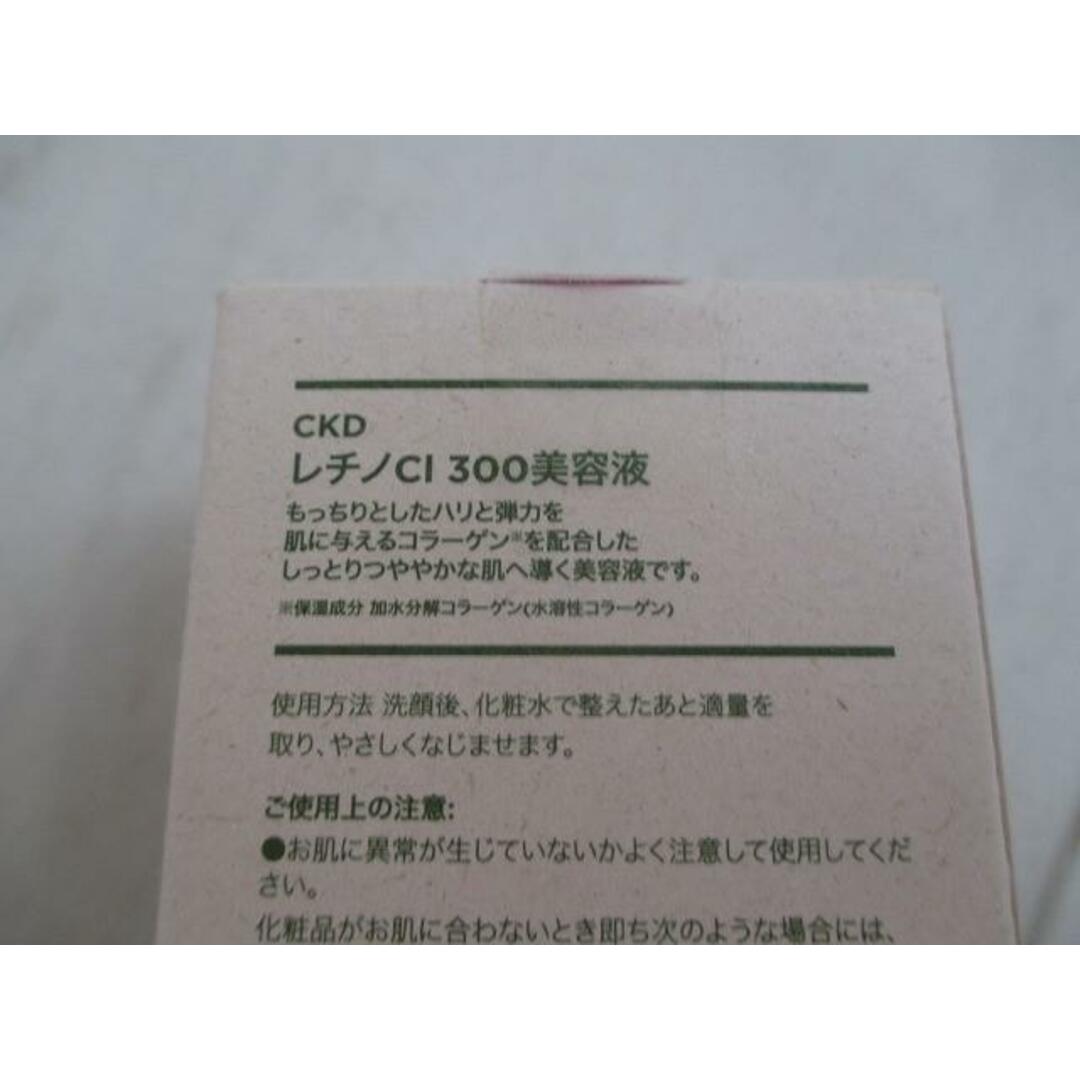 CKD
レチノCI 300美容液
もっちりとしたハリと弾力を
肌に与えるコラーゲン※を配合した
しっとりつややかな肌へ導く美容液です。
※保湿成分 加水分解コラーゲン(水溶性コラーゲン)
使用方法 洗顔後、化粧水で整えたあと適量を
取り、やさしくなじませます。
ご使用上の注意:
●お肌に異常が生じていないかよく注意して使用してくだ
さい。
化粧品がお肌に合わないとき即ち次のような場合には、